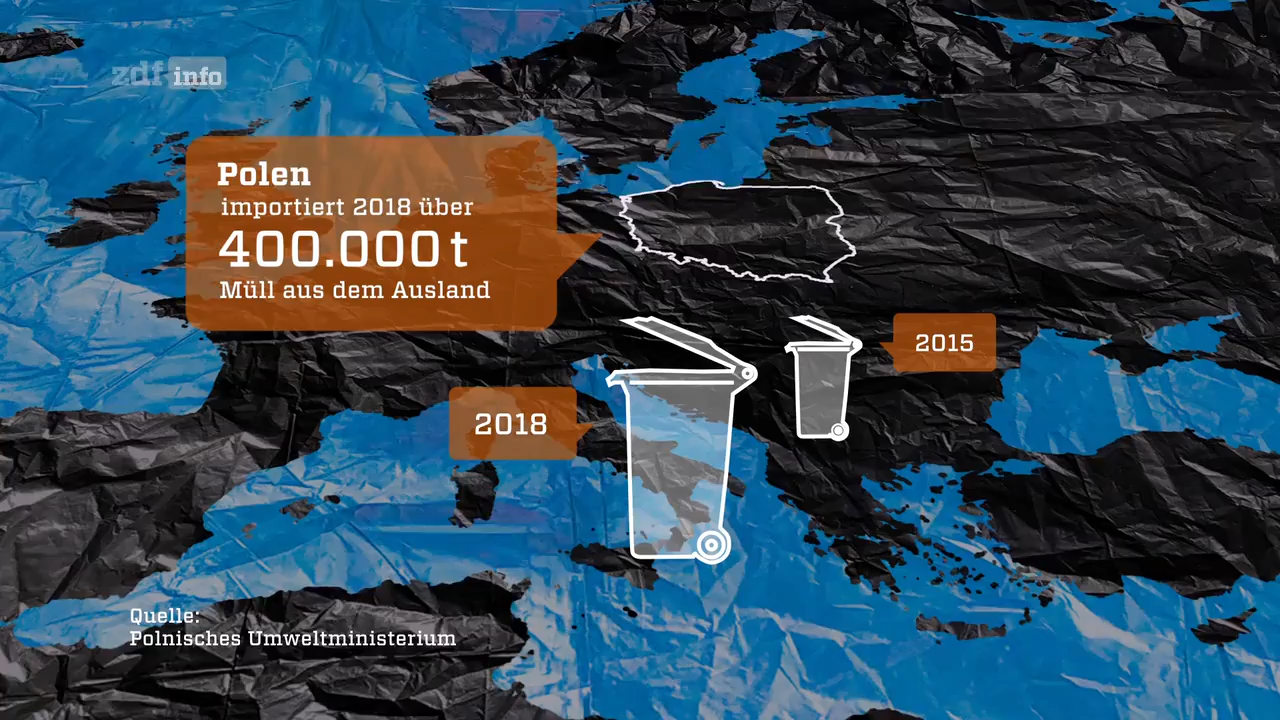 zdf info
Polen
importiert 2018 über
400.000 t
Müll aus dem Ausland
2015
2018
Quelle:
Polnisches Umweltministerium